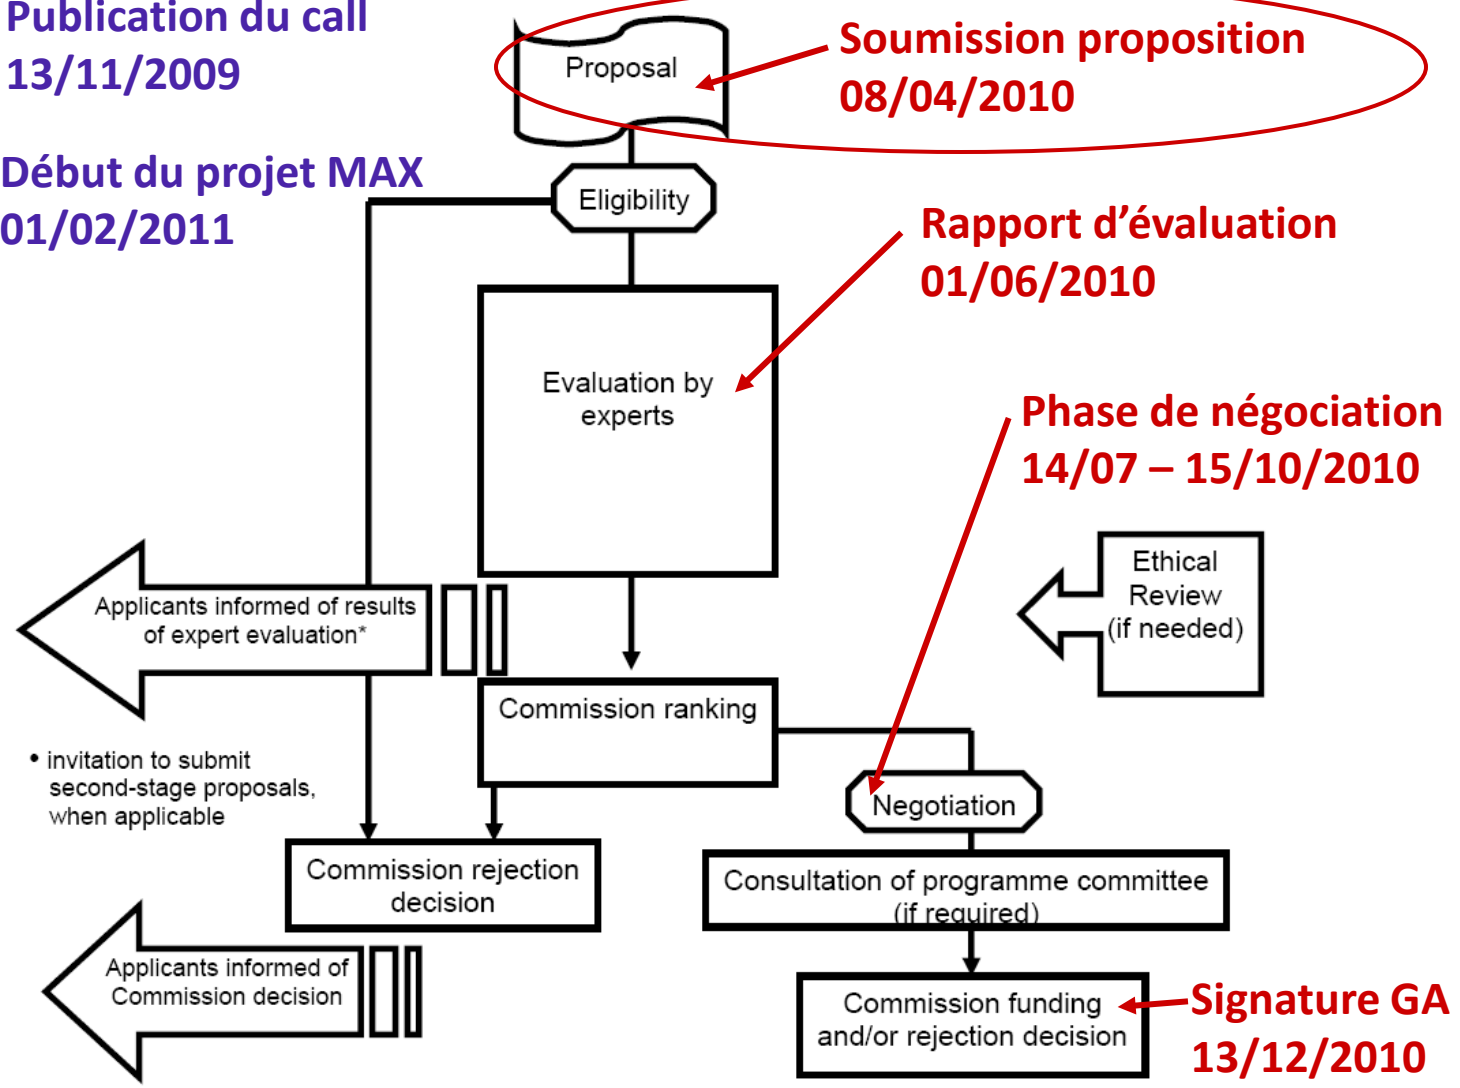 Publication du call
13/11/2009
Proposal
Soumission proposition
08/04/2010
Début du projet MAX
01/02/2011
Eligibility
Rapport d’évaluation
01/06/2010
Evaluation by
experts
Phase de négociation
14/07 – 15/10/2010
Ethical
Review
(if needed)
Applicants informed of results
of expert evaluation*
Commission ranking
• invitation to submit
second-stage proposals,
when applicable
Negotiation
Commission rejection
decision
Consultation of programme committee
(if required)
Applicants informed of
Commission decision
Commission funding
and/or rejection decision
Signature GA
13/12/2010